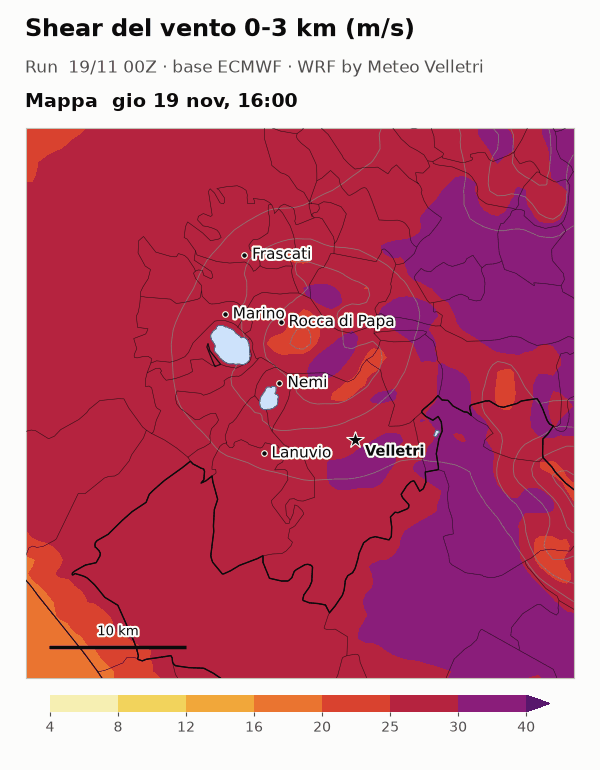 Shear del vento 0-3 km (m/s)
Run  19/11 00Z · base ECMWF · WRF by Meteo Velletri
Mappa  gio 19 nov, 16:00
Frascati
Marino
Rocca di Papa
Nemi
Velletri
Lanuvio
10 km
4 8 12 16 20 25 30 40